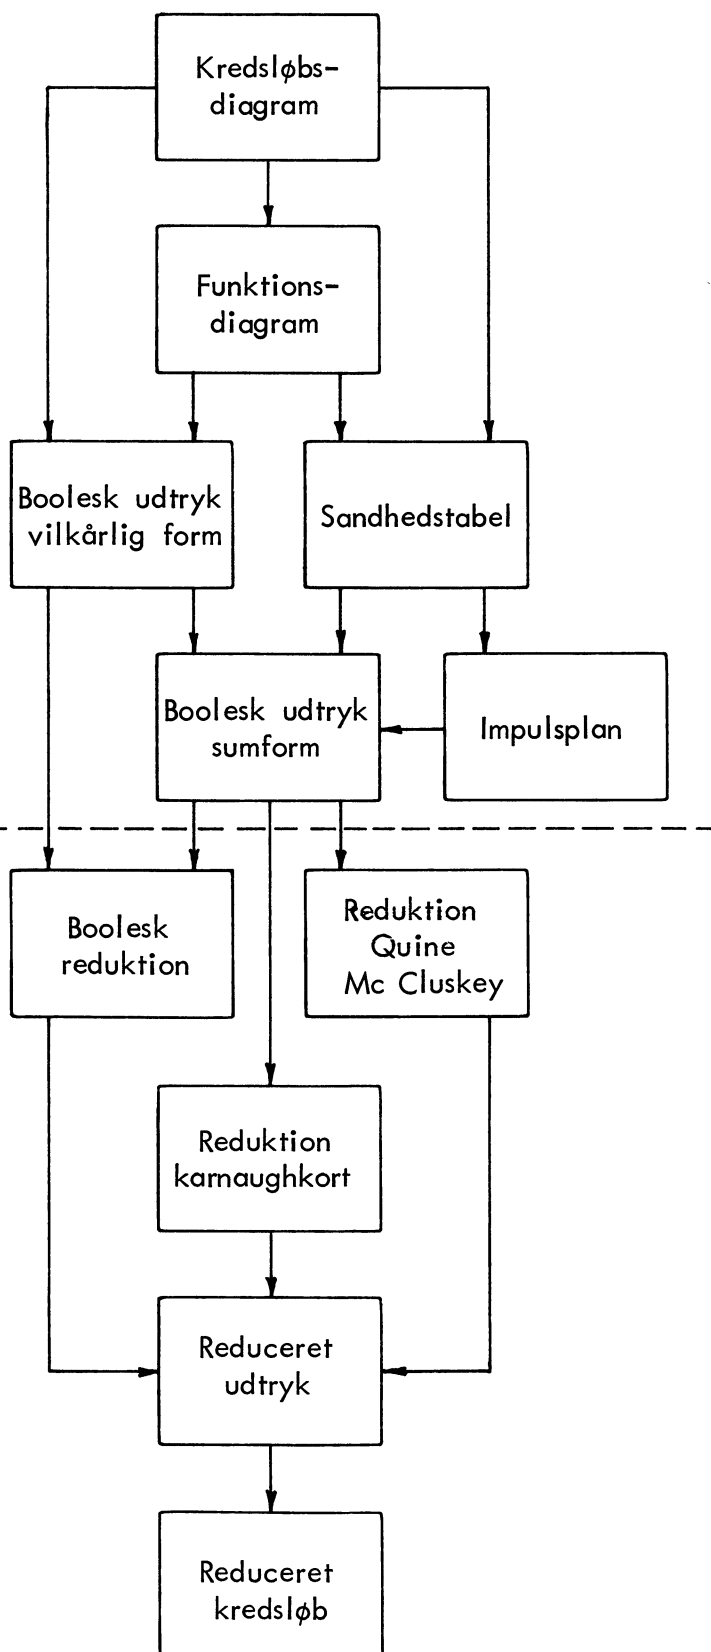 Kredsløbs-
diagram
Funktions-
diagram
Boolesk udtryk
vilkårlig form
Sandhedstabel
Boolesk udtryk
sumform
Impulsplan
Boolesk
reduktion
Reduktion
Quine
Mc Cluskey
Reduktion
karnaughkort
Reduceret
udtryk
Reduceret
kredsløb